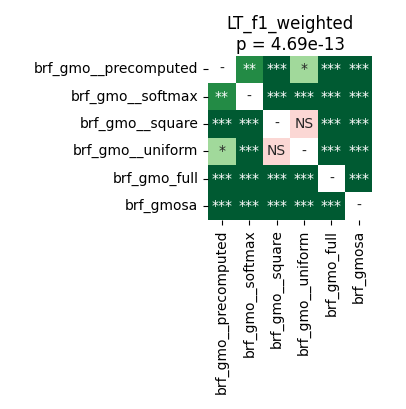 LT_f1_weighted
p = 4.69e-13
brf_gmo__precomputed - ** *** * *** ***
brf_gmo__softmax ** - *** *** *** ***
brf_gmo__square *** *** - NS *** ***
brf_gmo__uniform * *** NS - *** ***
brf_gmo_full *** *** *** *** - ***
brf_gmosa *** *** *** *** *** -
brf_gmo__precomputed
brf_gmo__softmax
brf_gmo__square
brf_gmo__uniform
brf_gmo_full
brf_gmosa